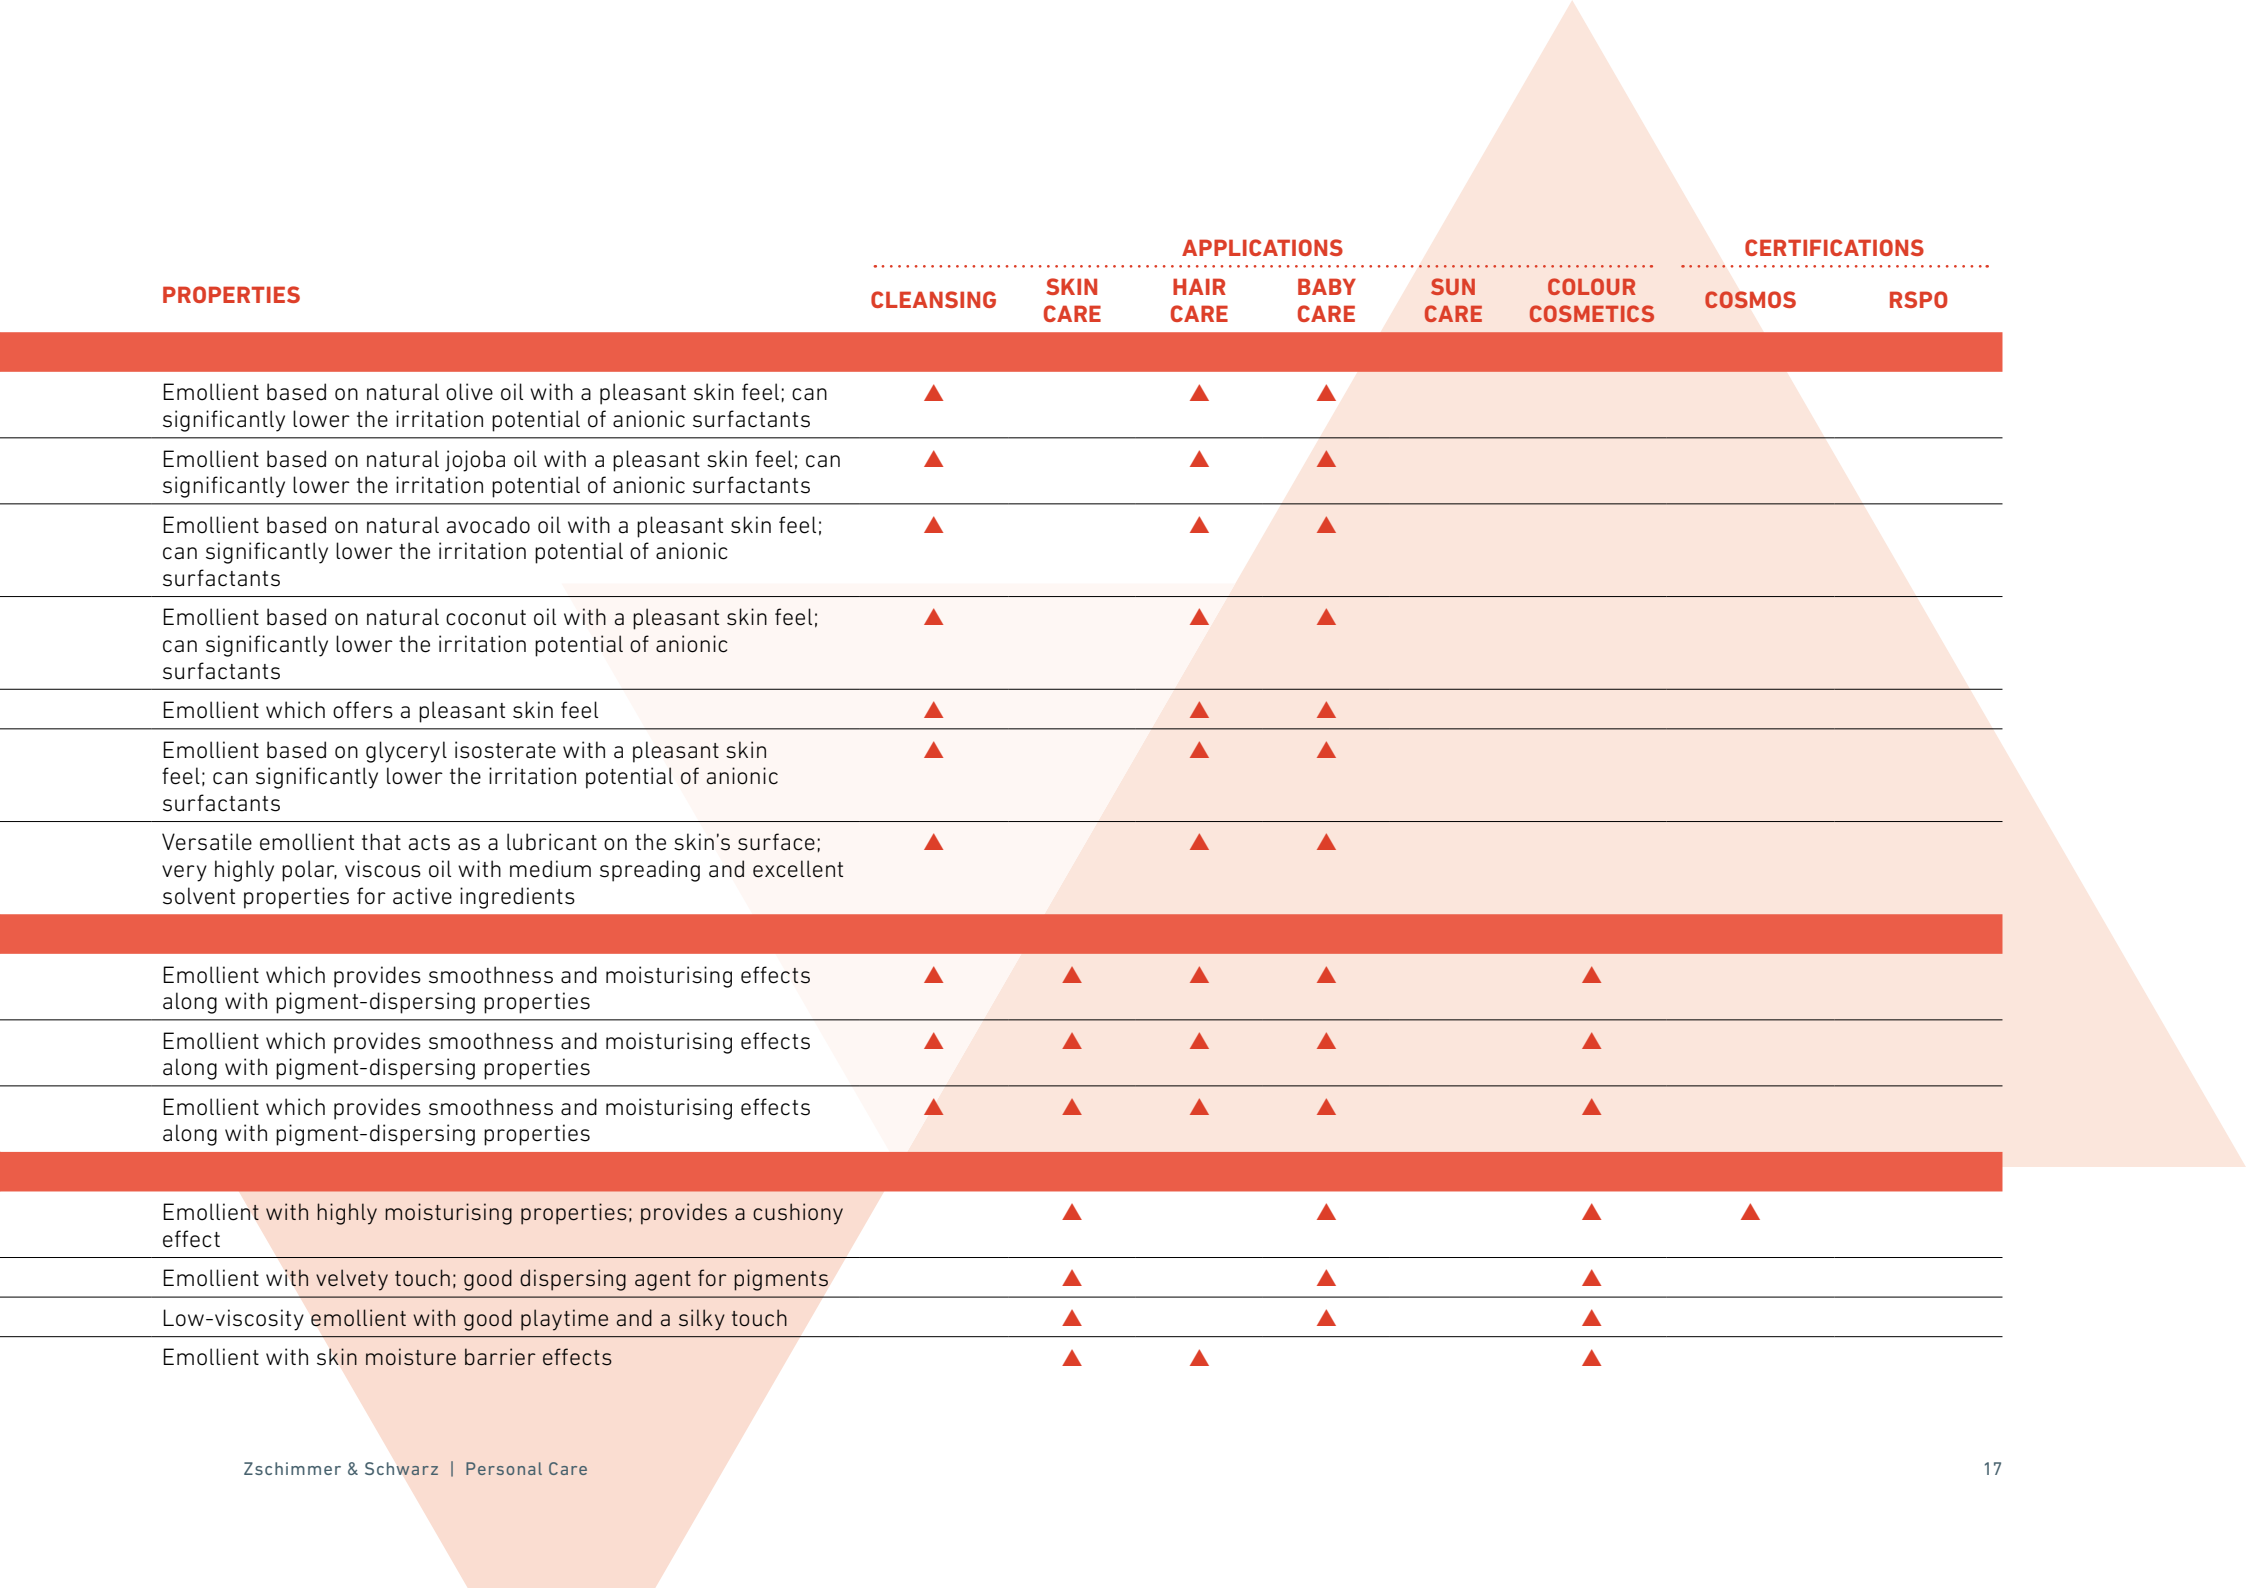 APPLICATIONS
CERTIFICATIONS
PROPERTIES
CLEANSING
SKIN
CARE
HAIR
CARE
BABY
CARE
SUN
CARE
COLOUR
COSMETICS
COSMOS
RSPO
Emollient based on natural olive oil with a pleasant skin feel; can
significantly lower the irritation potential of anionic surfactants
Emollient based on natural jojoba oil with a pleasant skin feel; can
significantly lower the irritation potential of anionic surfactants
Emollient based on natural avocado oil with a pleasant skin feel;
can significantly lower the irritation potential of anionic
surfactants
Emollient based on natural coconut oil with a pleasant skin feel;
can significantly lower the irritation potential of anionic
surfactants
Emollient which offers a pleasant skin feel
Emollient based on glyceryl isosterate with a pleasant skin
feel; can significantly lower the irritation potential of anionic
surfactants
Versatile emollient that acts as a lubricant on the skin’s surface;
very highly polar, viscous oil with medium spreading and excellent
solvent properties for active ingredients
Emollient which provides smoothness and moisturising effects
along with pigment-dispersing properties
Emollient which provides smoothness and moisturising effects
along with pigment-dispersing properties
Emollient which provides smoothness and moisturising effects
along with pigment-dispersing properties
Emollient with highly moisturising properties; provides a cushiony
effect
Emollient with velvety touch; good dispersing agent for pigments
Low-viscosity emollient with good playtime and a silky touch
Emollient with skin moisture barrier effects
Zschimmer & Schwarz | Personal Care
17